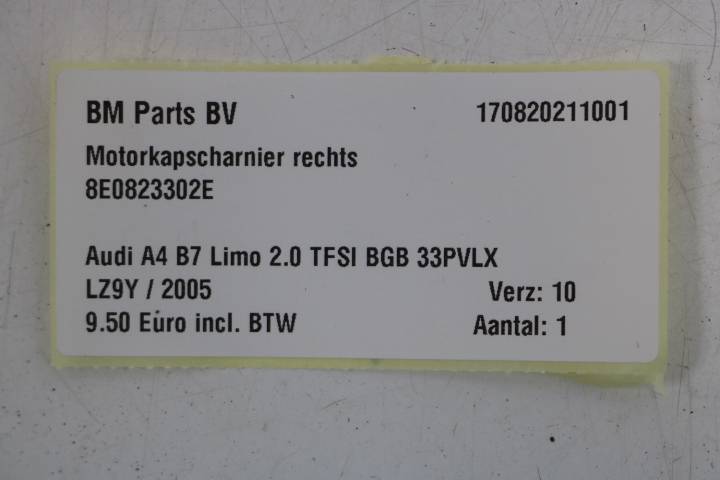 BM Parts BV 170820211001
Motorkapscharnier rechts
8E0823302E
Audi A4 B7 Limo 2.0 TFSI BGB 33PVLX
LZ9Y / 2005 Verz: 10
9.50 Euro incl. BTW Aantal: 1